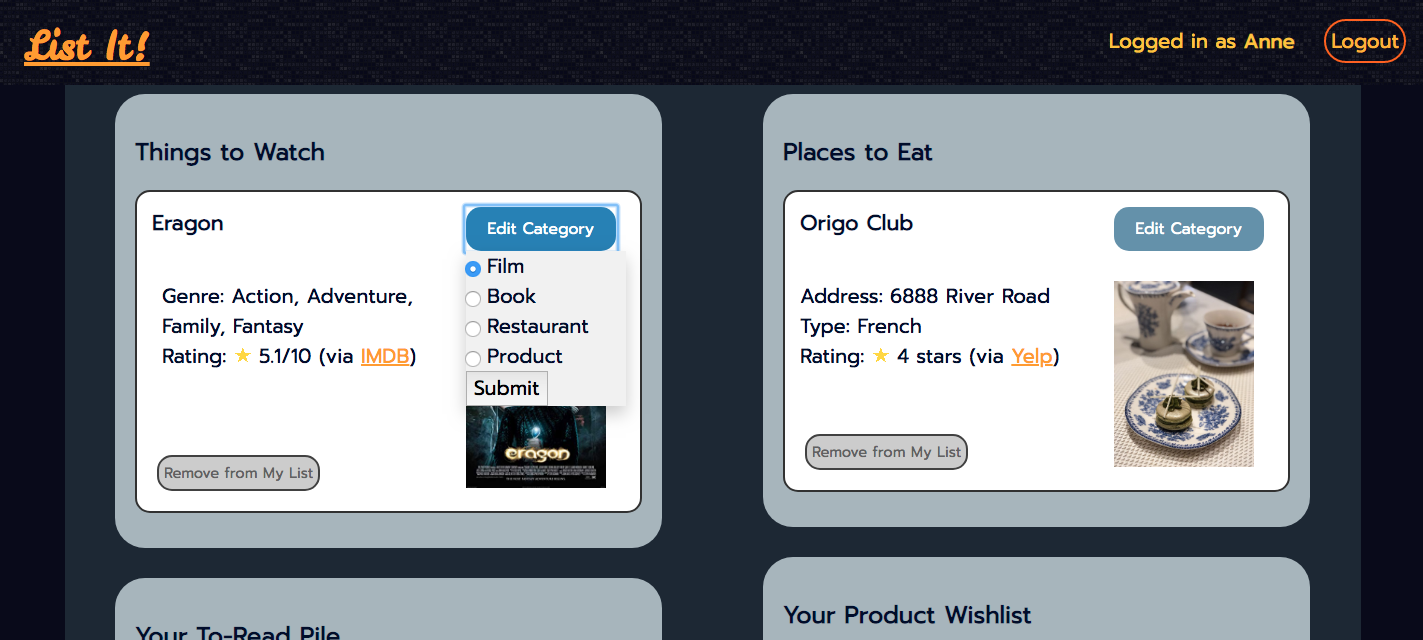 List It!
Logged in as Anne
Logout
Things to Watch
Eragon
Edit Category
Film
Book
Restaurant
Product
Submit
Genre: Action, Adventure,
Family, Fantasy
Rating: ★ 5.1/10 (via IMDB)
eragon
Remove from My List
Places to Eat
Origo Club
Edit Category
Address: 6888 River Road
Type: French
Rating: ★ 4 stars (via Yelp)
Remove from My List
Your To-Read Pile
Your Product Wishlist